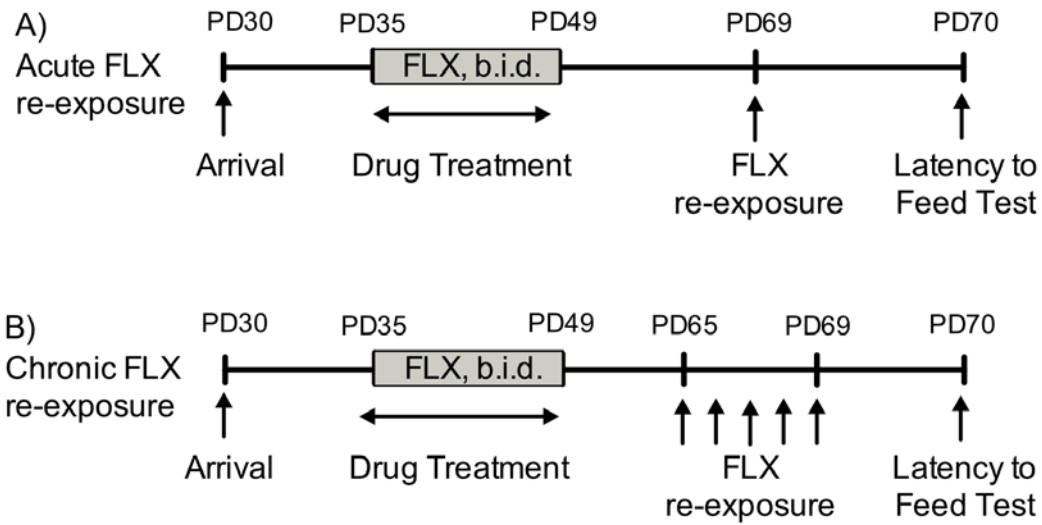 A)
PD30 PD35 PD49 PD69 PD70
Acute FLX
re-exposure
FLX, b.i.d.
Arrival Drug Treatment FLX
re-exposure Latency to
Feed Test
B)
PD30 PD35 PD49 PD65 PD69 PD70
Chronic FLX
re-exposure
FLX, b.i.d.
Arrival Drug Treatment FLX
re-exposure Latency to
Feed Test